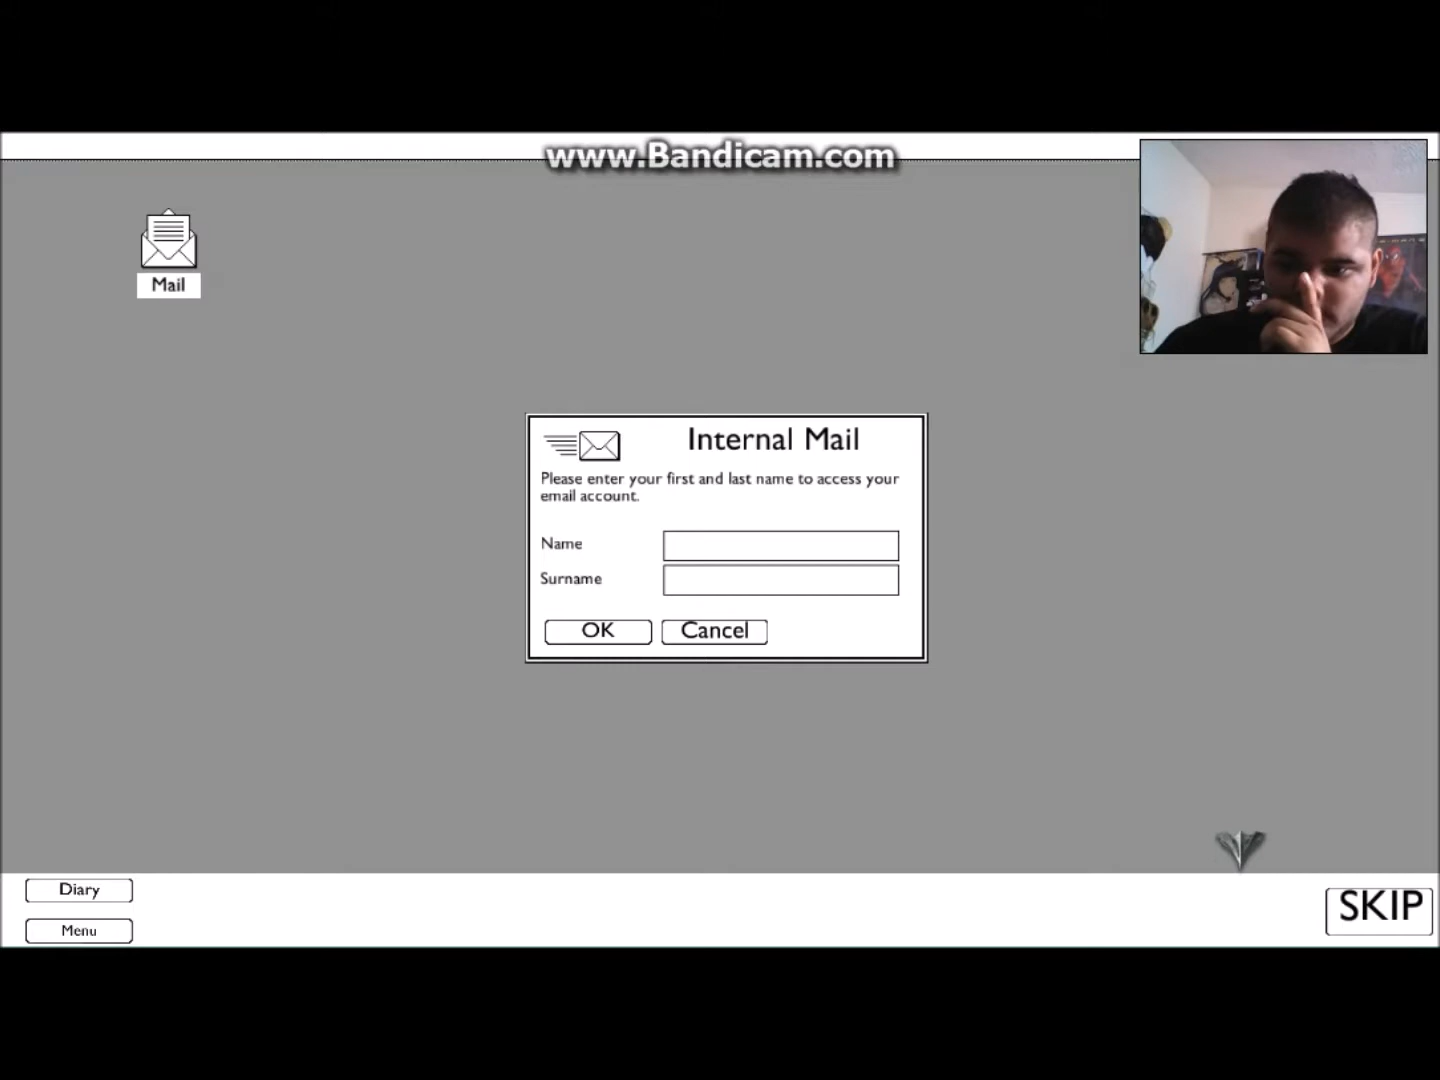 www.Bandicam.com
Mail
Internal Mail
Please enter your first and last name to access your
email account.
Name
Surname
OK
Cancel
Diary
SKIP
Menu